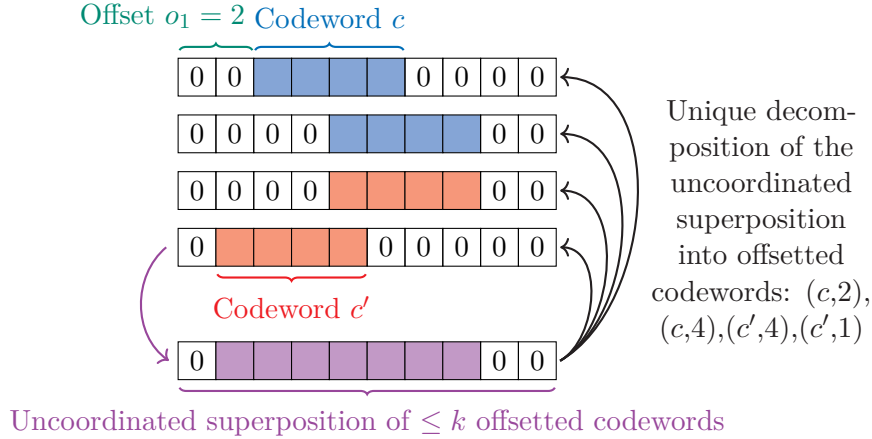 Offset o₁ = 2 Codeword c
0 0 0 0 0 0
0 0 0 0 0 0
0 0 0 0 0 0
0 0 0 0 0 0
Codeword c′
0 0 0
Uncoordinated superposition of ≤ k offsetted codewords
Unique decom-
position of the
uncoordinated
superposition
into offsetted
codewords: (c,2),
(c,4),(c′,4),(c′,1)